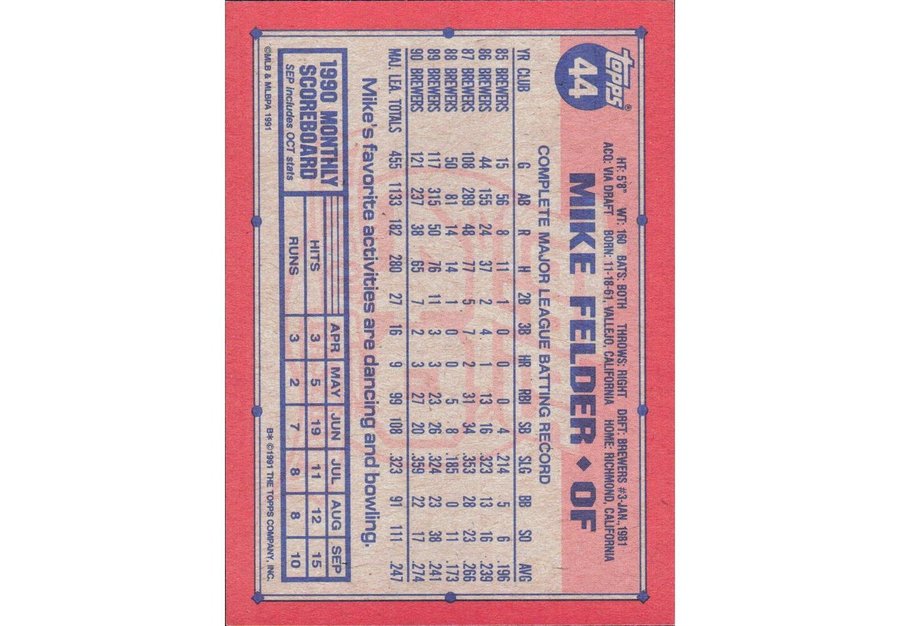 topps®
44
HT: 5'8" WT: 160 BATS: BOTH THROWS: RIGHT DRFT: BREWERS #3-JAN., 1981
ACQ: VIA DRAFT BORN: 11-18-61, VALLEJO, CALIFORNIA HOME: RICHMOND, CALIFORNIA
MIKE FELDER ◆ OF
COMPLETE MAJOR LEAGUE BATTING RECORD
YR CLUB G AB R H 2B 3B HR RBI SB SLG BB SO AVG
85 BREWERS 15 56 8 11 1 0 0 0 4 .214 5 6 .196
86 BREWERS 44 155 24 37 2 4 1 13 16 .323 13 16 .239
87 BREWERS 108 289 48 77 5 7 2 31 34 .353 28 23 .266
88 BREWERS 50 81 14 14 1 0 0 5 8 .185 0 11 .173
89 BREWERS 117 315 50 76 11 3 3 23 26 .324 23 38 .241
90 BREWERS 121 237 38 65 7 2 3 27 20 .359 22 17 .274
MAJ. LEA. TOTALS 455 1133 182 280 27 16 9 99 108 .323 91 111 .247
Mike's favorite activities are dancing and bowling.
1990 MONTHLY
SCOREBOARD
SEP includes OCT stats
APR MAY JUN JUL AUG SEP
HITS 3 5 19 11 12 15
RUNS 3 2 7 8 8 10
©MLB & MLBPA 1991
B* ©1991 THE TOPPS COMPANY, INC.